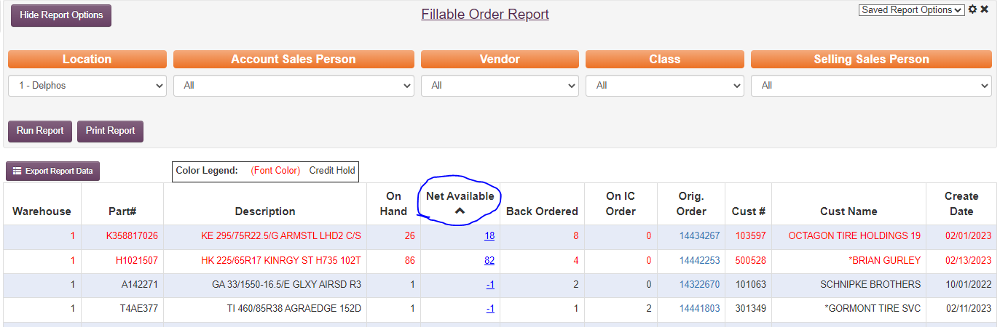 Hide Report Options
Fillable Order Report
Saved Report Options
Location Account Sales Person Vendor Class Selling Sales Person
1 - Delphos All All All All
Run Report Print Report
Export Report Data
Color Legend: (Font Color) Credit Hold
Warehouse Part# Description On Hand Net Available Back Ordered On IC Order Orig. Order Cust # Cust Name Create Date
1 K358817026 KE 295/75R22.5/G ARMSTL LHD2 C/S 26 18 8 0 14434267 103597 OCTAGON TIRE HOLDINGS 19 02/01/2023
1 H1021507 HK 225/65R17 KINRGY ST H735 102T 86 82 4 0 14442253 500528 *BRIAN GURLEY 02/13/2023
1 A142271 GA 33/1550-16.5/E GLXY AIRSD R3 1 -1 2 0 14322670 101063 SCHNIPKE BROTHERS 10/01/2022
1 T4AE377 TI 460/85R38 AGRAEDGE 152D 1 -1 1 2 14441803 301349 *GORMONT TIRE SVC 02/11/2023